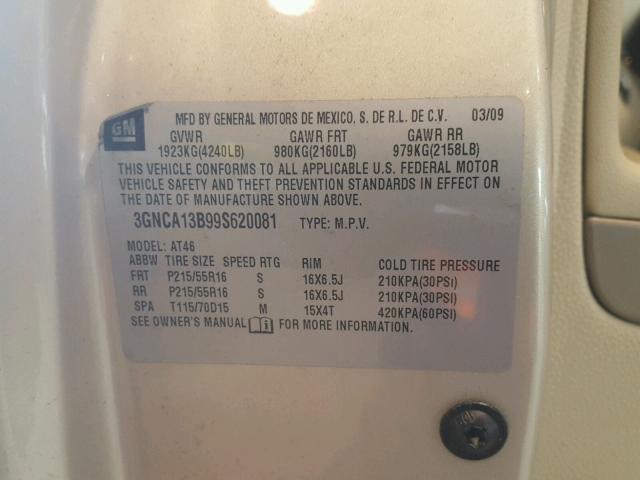 GM
MFD BY GENERAL MOTORS DE MEXICO, S. DE R.L. DE C.V. 03/09
GVWR GAWR FRT GAWR RR
1923KG(4240LB) 980KG(2160LB) 979KG(2158LB)
THIS VEHICLE CONFORMS TO ALL APPLICABLE U.S. FEDERAL MOTOR
VEHICLE SAFETY AND THEFT PREVENTION STANDARDS IN EFFECT ON
THE DATE OF MANUFACTURE SHOWN ABOVE.
3GNCA13B99S620081 TYPE: M.P.V.
MODEL: AT46
ABBW TIRE SIZE SPEED RTG RIM COLD TIRE PRESSURE
FRT P215/55R16 S 16X6.5J 210KPA(30PSI)
RR P215/55R16 S 16X6.5J 210KPA(30PSI)
SPA T115/70D15 M 15X4T 420KPA(60PSI)
SEE OWNER'S MANUAL FOR MORE INFORMATION.